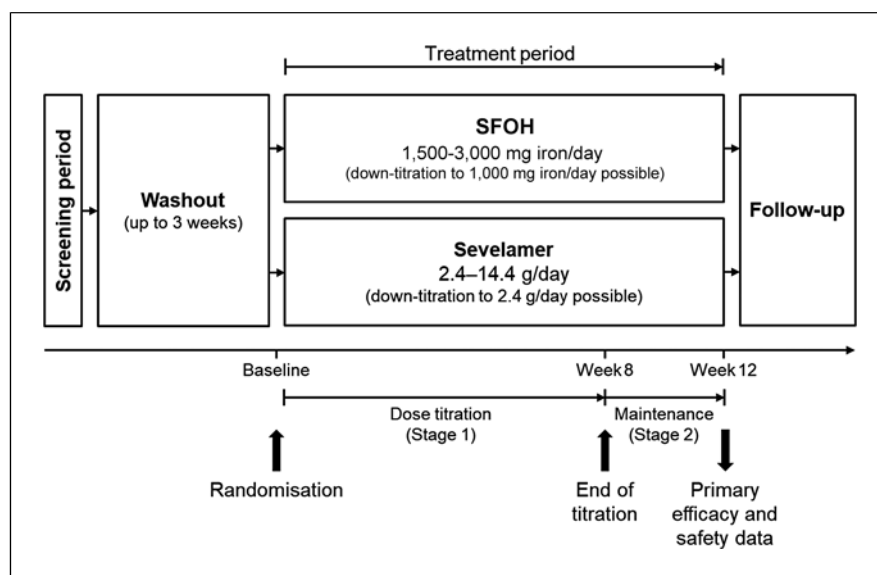 Treatment period
Screening period
Washout
(up to 3 weeks)
SFOH
1,500-3,000 mg iron/day
(down-titration to 1,000 mg iron/day possible)
Sevelamer
2.4–14.4 g/day
(down-titration to 2.4 g/day possible)
Follow-up
Baseline
Week 8
Week 12
Dose titration
(Stage 1)
Maintenance
(Stage 2)
Randomisation
End of
titration
Primary
efficacy and
safety data